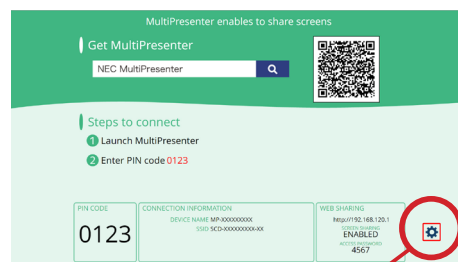 MultiPresenter enables to share screens
Get MultiPresenter
NEC MultiPresenter
Steps to connect
1 Launch MultiPresenter
2 Enter PIN code 0123
PIN CODE
0123
CONNECTION INFORMATION
DEVICE NAME MP-XXXXXXXXX
SSID SCD-XXXXXXXXXX-XX
WEB SHARING
http://192.168.120.1
SCREEN SHARING
ENABLED
ACCESS PASSWORD
4567